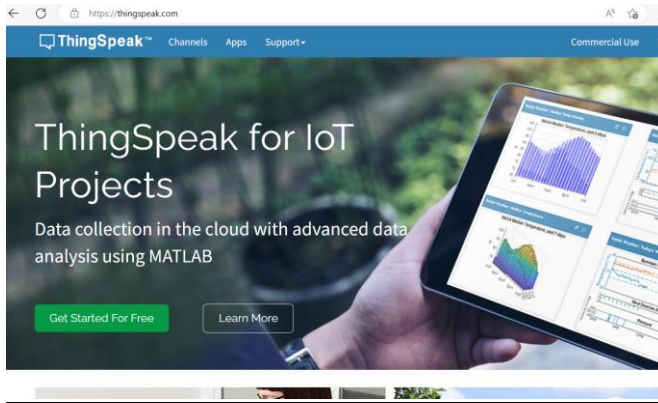 https://thingspeak.com
ThingSpeak™ Channels Apps Support Commercial Use
ThingSpeak for IoT
Projects
Data collection in the cloud with advanced data
analysis using MATLAB
Get Started For Free Learn More